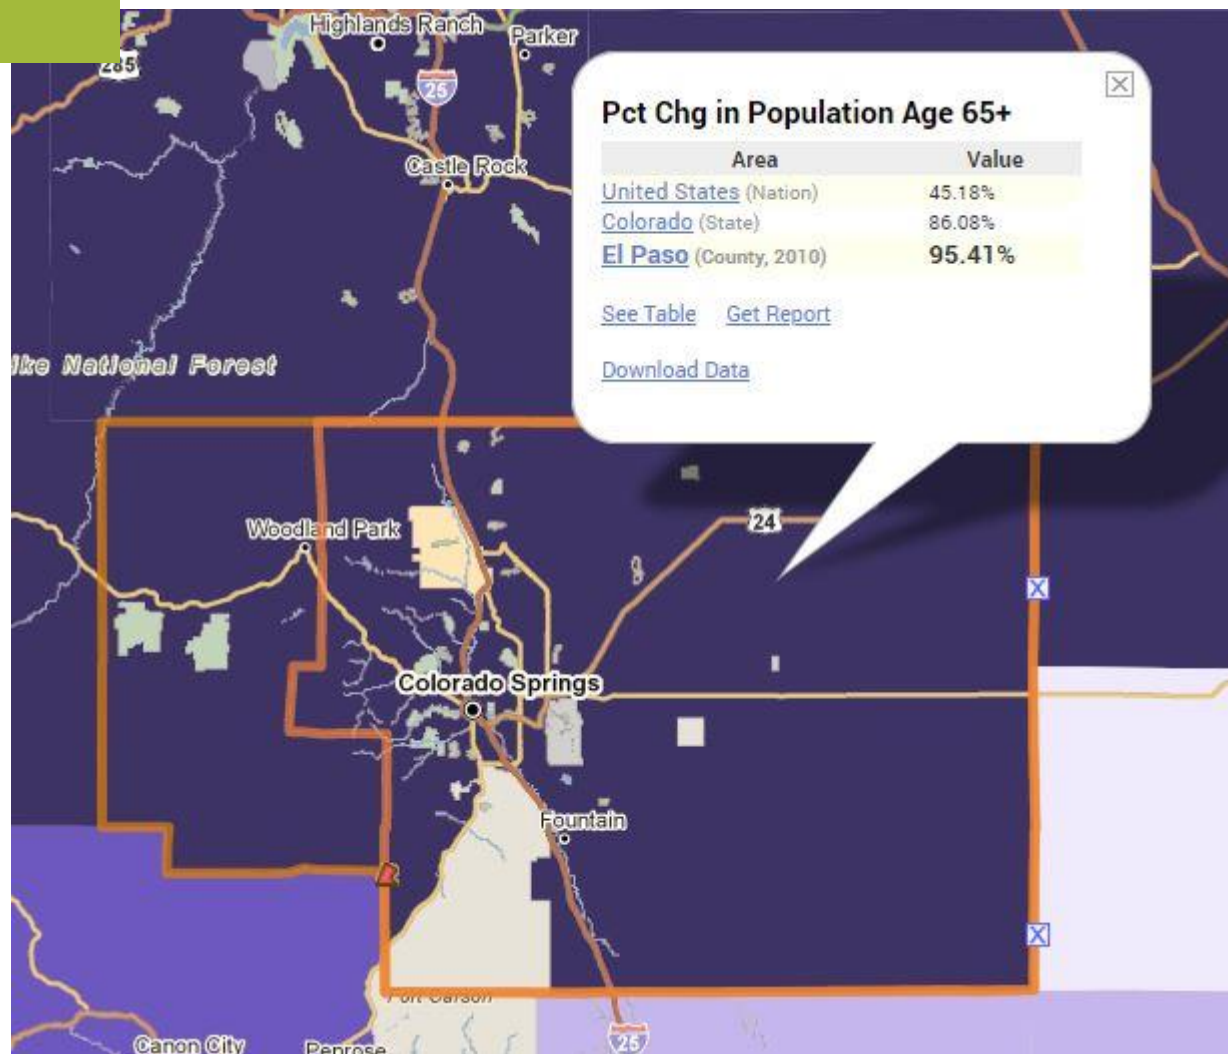 Highlands Ranch
Parker
285
25
Castle Rock
Pct Chg in Population Age 65+
Area Value
United States (Nation) 45.18%
Colorado (State) 86.08%
El Paso (County, 2010) 95.41%
See Table Get Report
Download Data
ike National Forest
24
Woodland Park
Colorado Springs
Fountain
Fort Carson
25
Canon City
Penrose